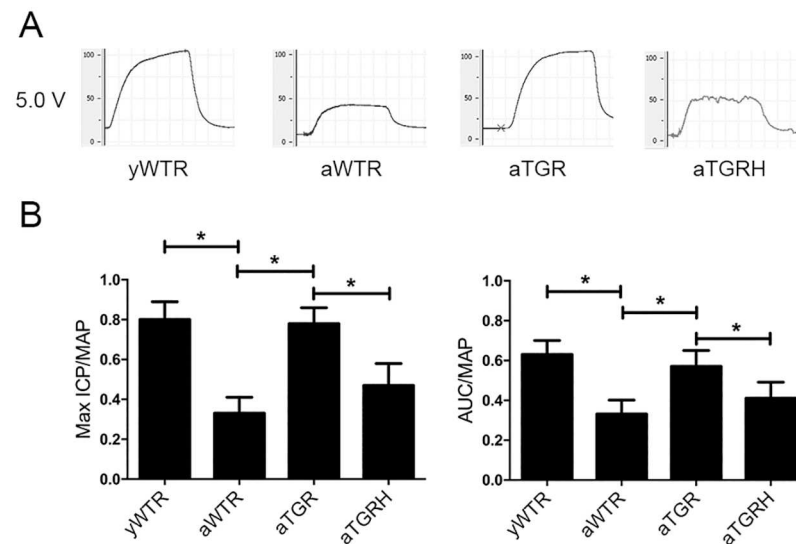 A
5.0 V
100
50
0
100
50
0
100
50
0
100
50
0
yWTR
aWTR
aTGR
aTGRH
B
Max ICP/MAP
1.0
0.8
0.6
0.4
0.2
0.0
*
*
*
yWTR
aWTR
aTGR
aTGRH
AUC/MAP
1.0
0.8
0.6
0.4
0.2
0.0
*
*
*
yWTR
aWTR
aTGR
aTGRH